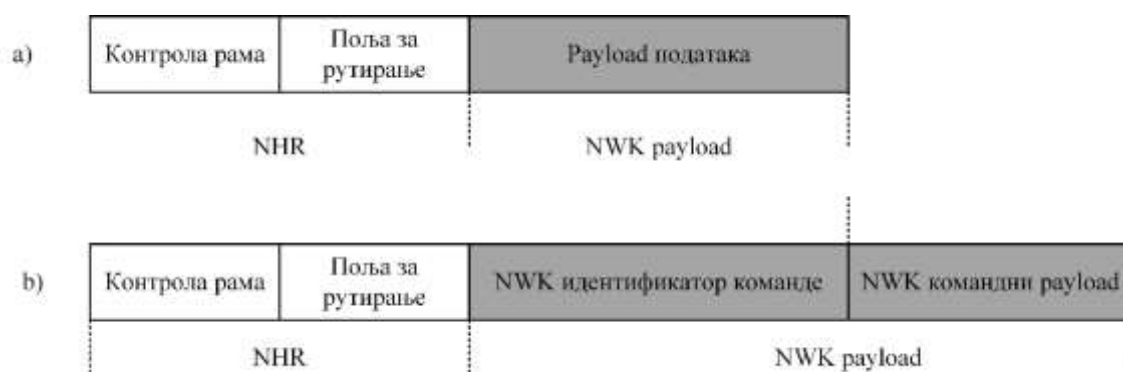 a)
Контрола рама
Поља за
рутирање
Payload података
NHR
NWK payload
b)
Контрола рама
Поља за
рутирање
NWK идентификатор команде
NWK командни payload
NHR
NWK payload